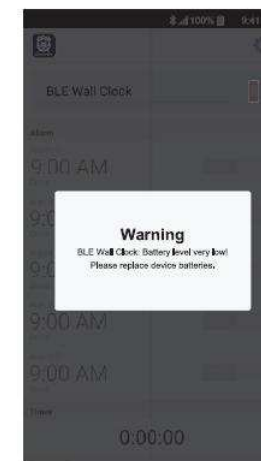 100% 9:41
BLE Wall Clock
Alarm
9:00 AM
9:0
Warning
BLE Wall Clock: Battery level very low!
Please replace device batteries.
9:0
9:00 AM
9:00 AM
Timer
0:00:00